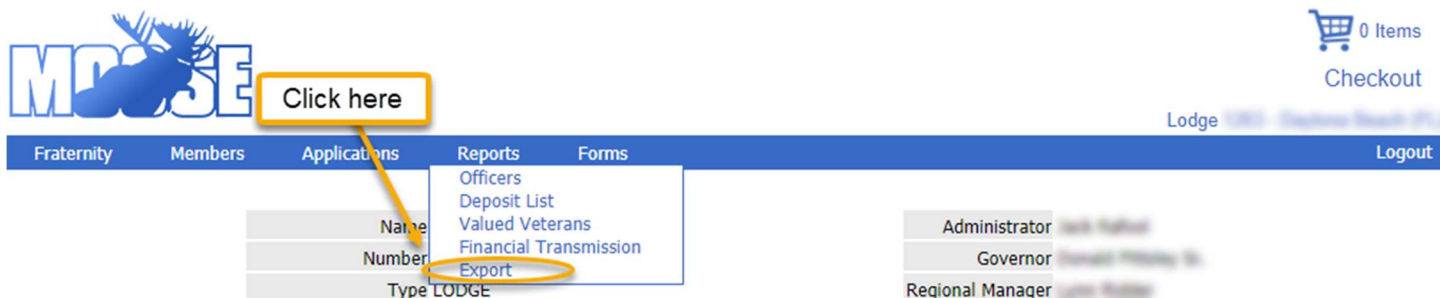 MOOSE
0 Items
Checkout
Click here
Lodge
Fraternity Members Applications Reports Forms Logout
Officers
Deposit List
Valued Veterans
Financial Transmission
Export
Name
Number
Type LODGE
Administrator
Governor
Regional Manager